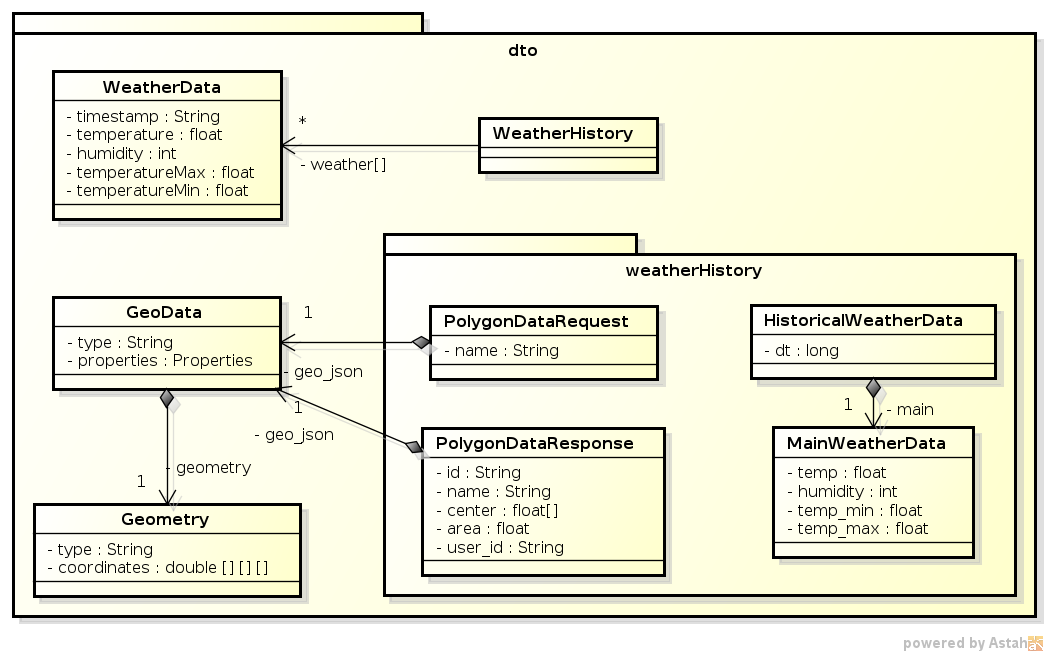 dto
WeatherData
- timestamp : String
- temperature : float
- humidity : int
- temperatureMax : float
- temperatureMin : float
*
- weather[]
WeatherHistory
weatherHistory
GeoData
- type : String
- properties : Properties
1
- geo_json
PolygonDataRequest
- name : String
HistoricalWeatherData
- dt : long
1
- geo_json
1
- main
PolygonDataResponse
- id : String
- name : String
- center : float[]
- area : float
- user_id : String
MainWeatherData
- temp : float
- humidity : int
- temp_min : float
- temp_max : float
- geometry
1
Geometry
- type : String
- coordinates : double [] [] []
powered by Astah